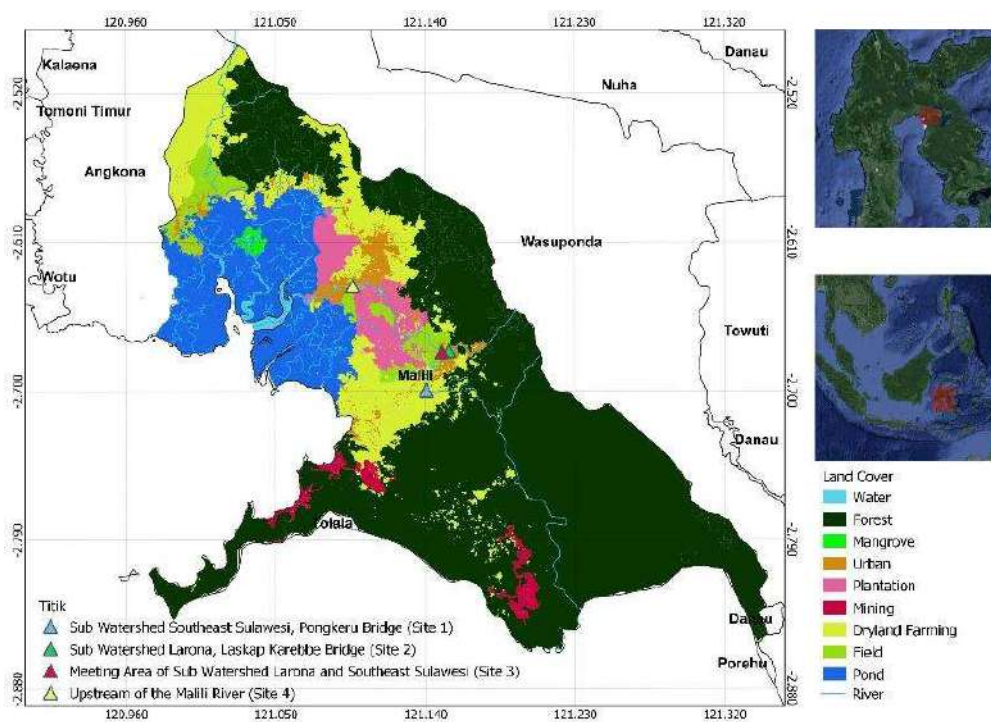 120.960 121.050 121.140 121.230 121.320
Kalaena
Danau
Nuha
-2.520 -2.520
Tomoni Timur
Angkona
Wasuponda
-2.610 -2.610
Wotu
Towuti
Malili
-2.700 -2.700
Danau
-2.790 -2.790
Danau
Porehu
-2.880 -2.880
120.960 121.050 121.140 121.230 121.320
Titik
Sub Watershed Southeast Sulawesi, Pongkeru Bridge (Site 1)
Sub Watershed Larona, Laskap Karebbe Bridge (Site 2)
Meeting Area of Sub Watershed Larona and Southeast Sulawesi (Site 3)
Upstream of the Malili River (Site 4)
Land Cover
Water
Forest
Mangrove
Urban
Plantation
Mining
Dryland Farming
Field
Pond
River